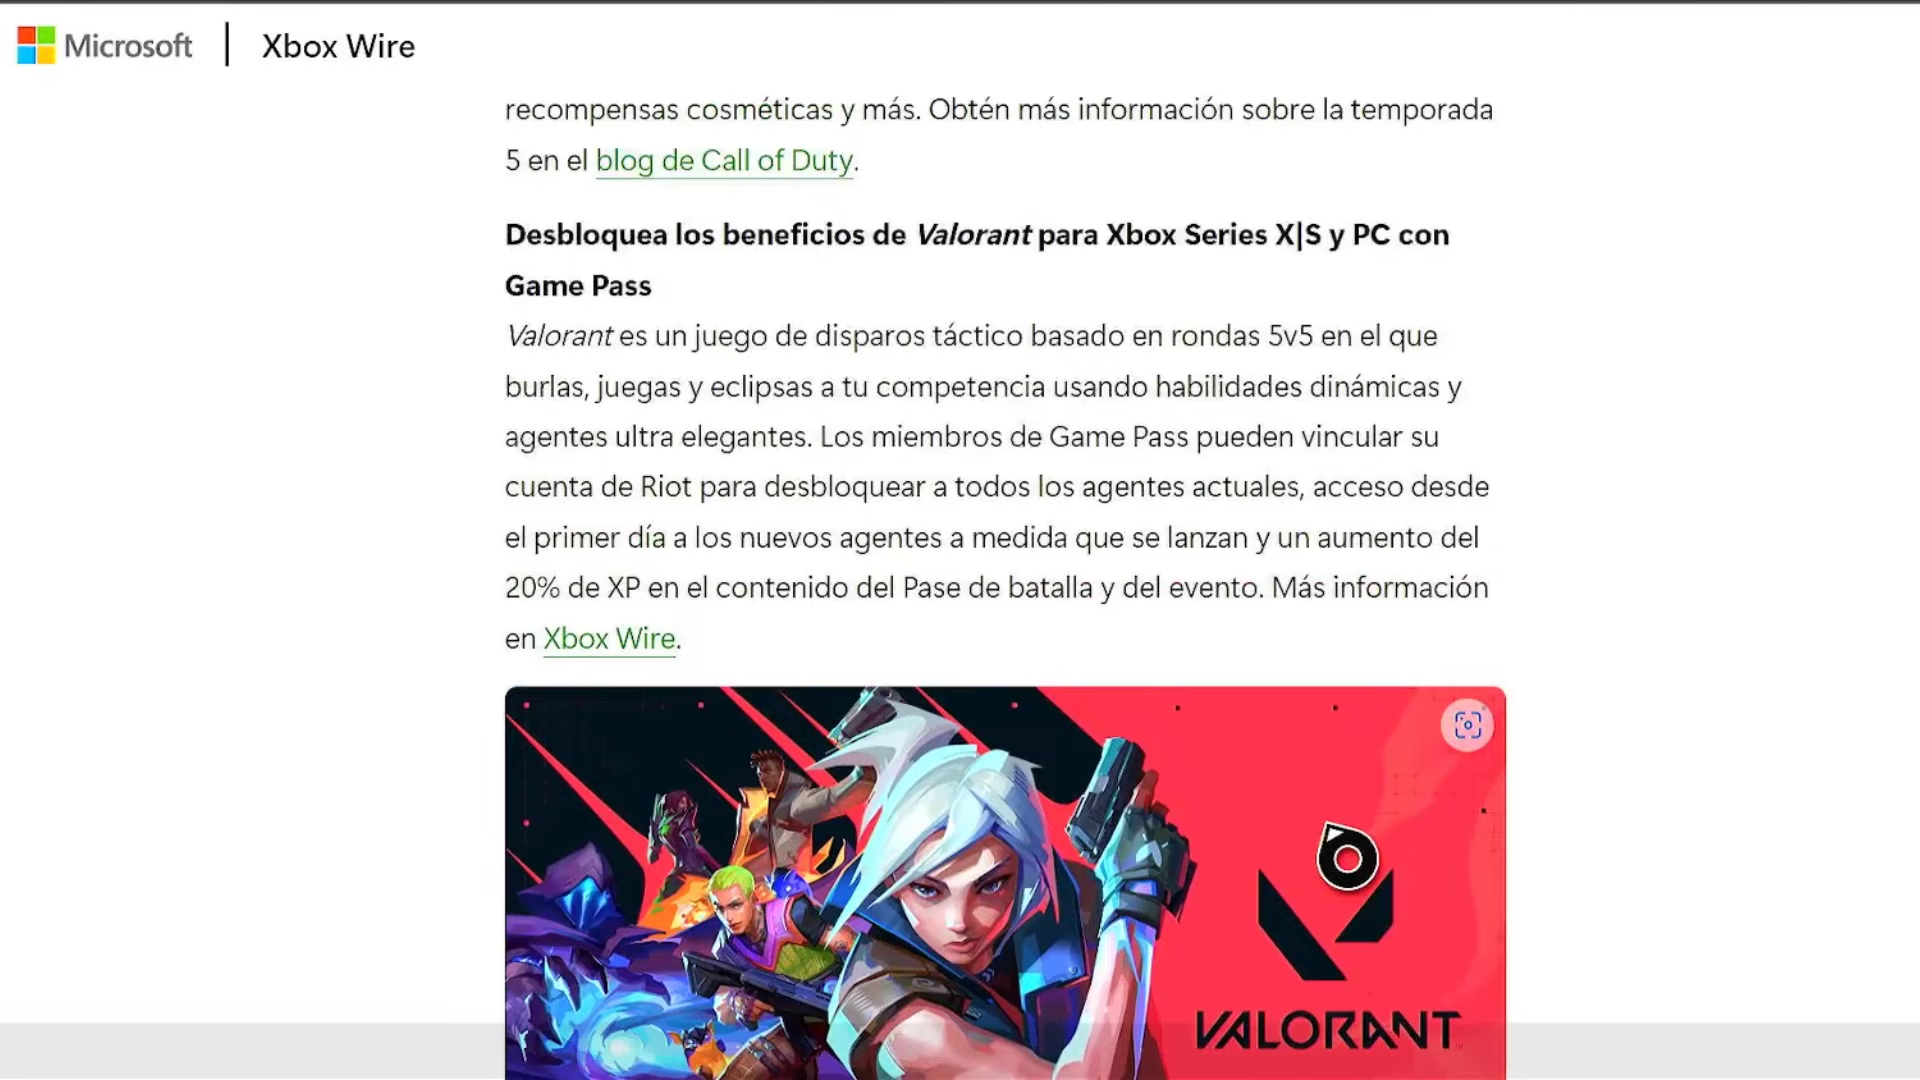 Microsoft | Xbox Wire
recompensas cosméticas y más. Obtén más información sobre la temporada
5 en el blog de Call of Duty.
Desbloquea los beneficios de Valorant para Xbox Series X|S y PC con
Game Pass
Valorant es un juego de disparos táctico basado en rondas 5v5 en el que
burlas, juegas y eclipsas a tu competencia usando habilidades dinámicas y
agentes ultra elegantes. Los miembros de Game Pass pueden vincular su
cuenta de Riot para desbloquear a todos los agentes actuales, acceso desde
el primer día a los nuevos agentes a medida que se lanzan y un aumento del
20% de XP en el contenido del Pase de batalla y del evento. Más información
en Xbox Wire.
VALORANT